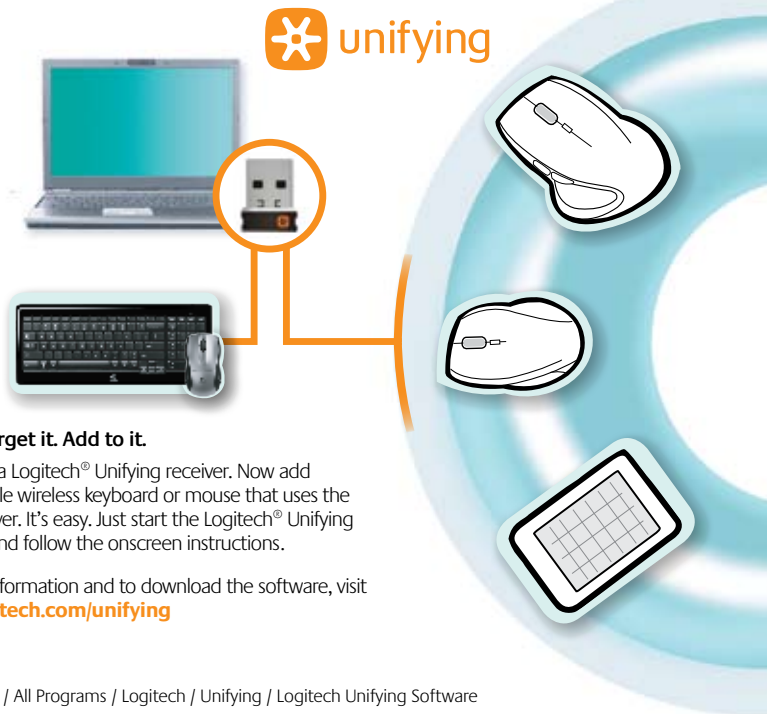 unifying
rget it. Add to it.
a Logitech® Unifying receiver. Now add
le wireless keyboard or mouse that uses the
ver. It’s easy. Just start the Logitech® Unifying
nd follow the onscreen instructions.
formation and to download the software, visit
tech.com/unifying
/ All Programs / Logitech / Unifying / Logitech Unifying Software